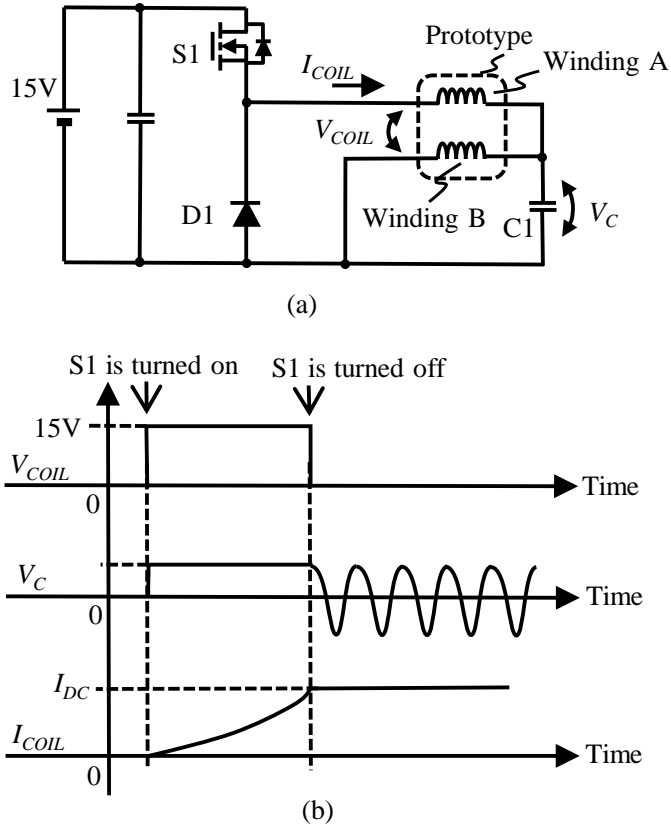 Prototype
Winding A
S1
I_COIL
15V
V_COIL
D1
Winding B
C1
V_C
(a)
S1 is turned on
S1 is turned off
15V
V_COIL
0
Time
V_C
0
Time
I_DC
I_COIL
0
Time
(b)